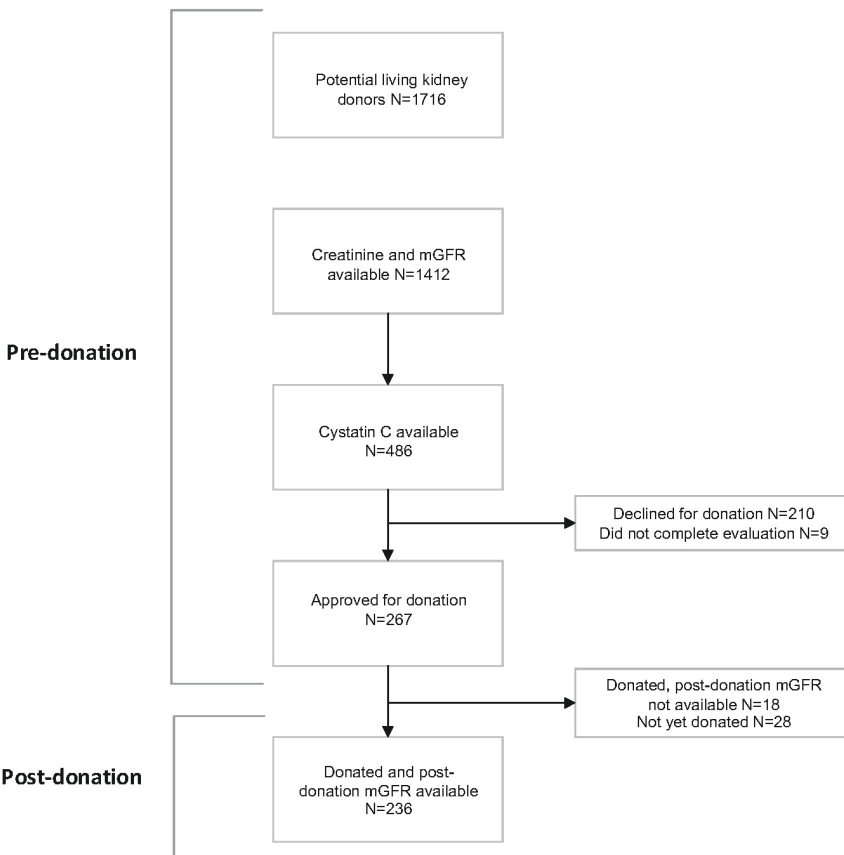 Potential living kidney
donors N=1716
Creatinine and mGFR
available N=1412
Pre-donation
Cystatin C available
N=486
Declined for donation N=210
Did not complete evaluation N=9
Approved for donation
N=267
Donated, post-donation mGFR
not available N=18
Not yet donated N=28
Post-donation
Donated and post-
donation mGFR available
N=236